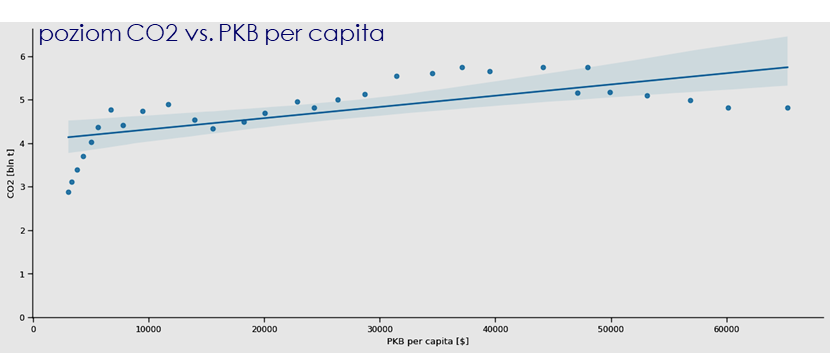 poziom CO2 vs. PKB per capita
6
5
4
3
2
1
0
CO2 [bln t]
0 10000 20000 30000 40000 50000 60000
PKB per capita [$]